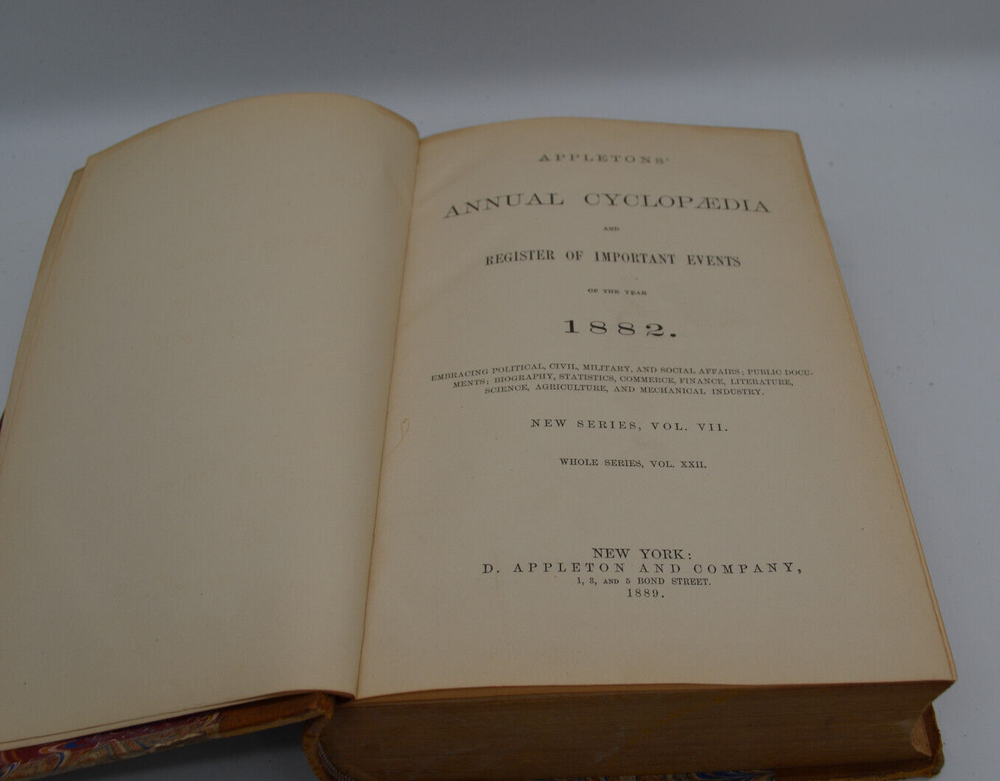 APPLETONS'
ANNUAL CYCLOPÆDIA
AND
REGISTER OF IMPORTANT EVENTS
OF THE YEAR
1882.
EMBRACING POLITICAL, CIVIL, MILITARY, AND SOCIAL AFFAIRS; PUBLIC DOCU-
MENTS; BIOGRAPHY, STATISTICS, COMMERCE, FINANCE, LITERATURE,
SCIENCE, AGRICULTURE, AND MECHANICAL INDUSTRY.
NEW SERIES, VOL. VII.
WHOLE SERIES, VOL. XXII.
NEW YORK:
D. APPLETON AND COMPANY,
1, 3, AND 5 BOND STREET.
1889.